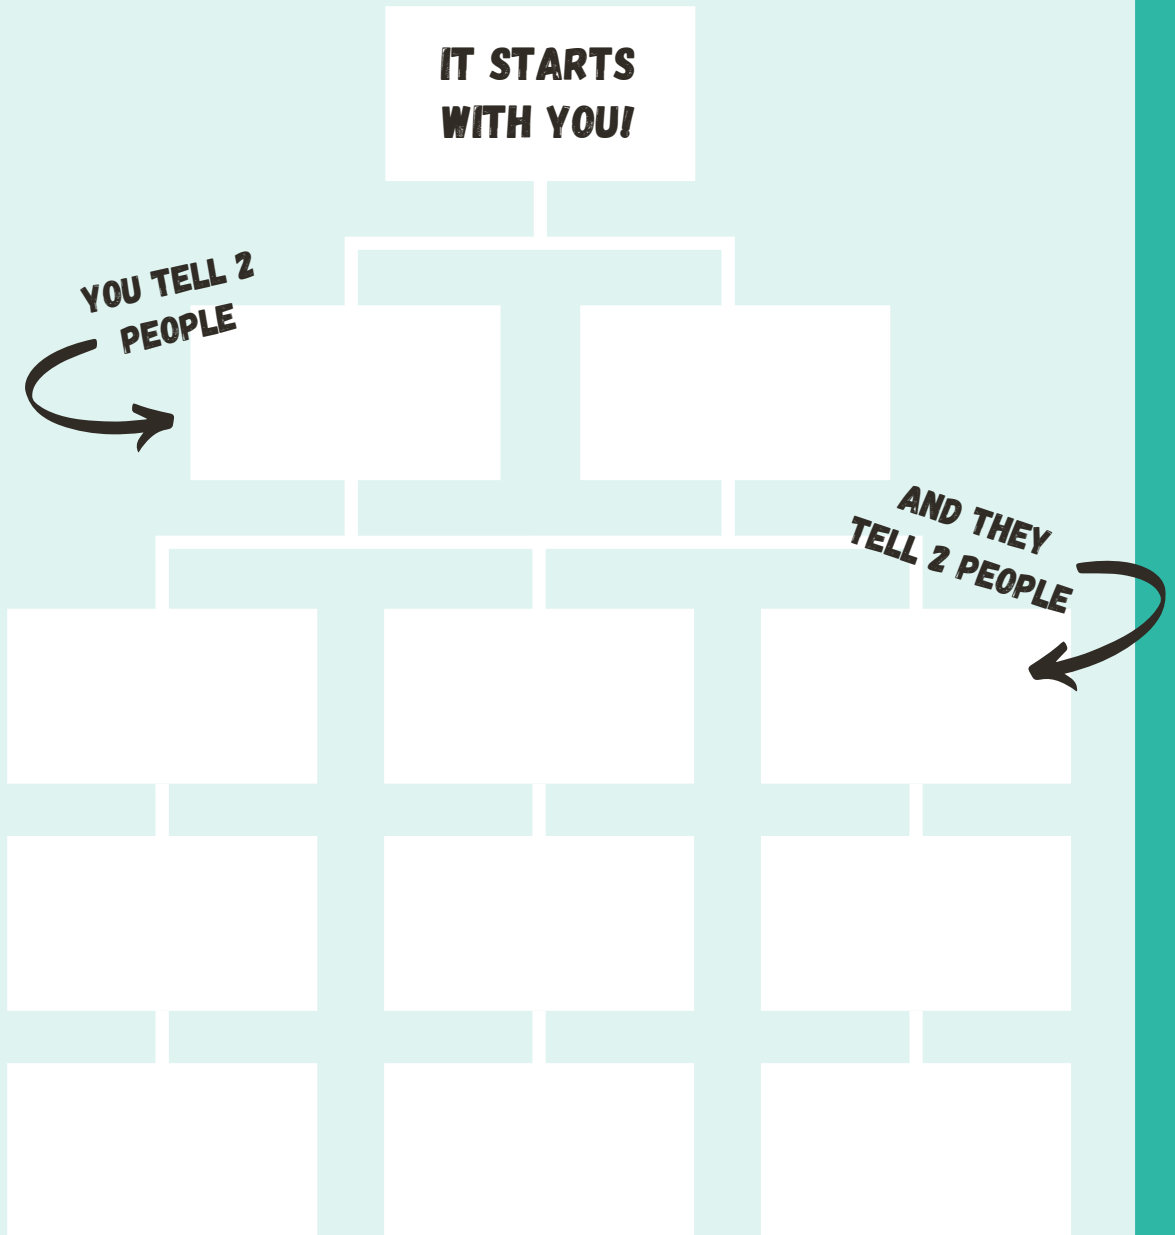 IT STARTS
WITH YOU!
YOU TELL 2
PEOPLE
AND THEY
TELL 2 PEOPLE